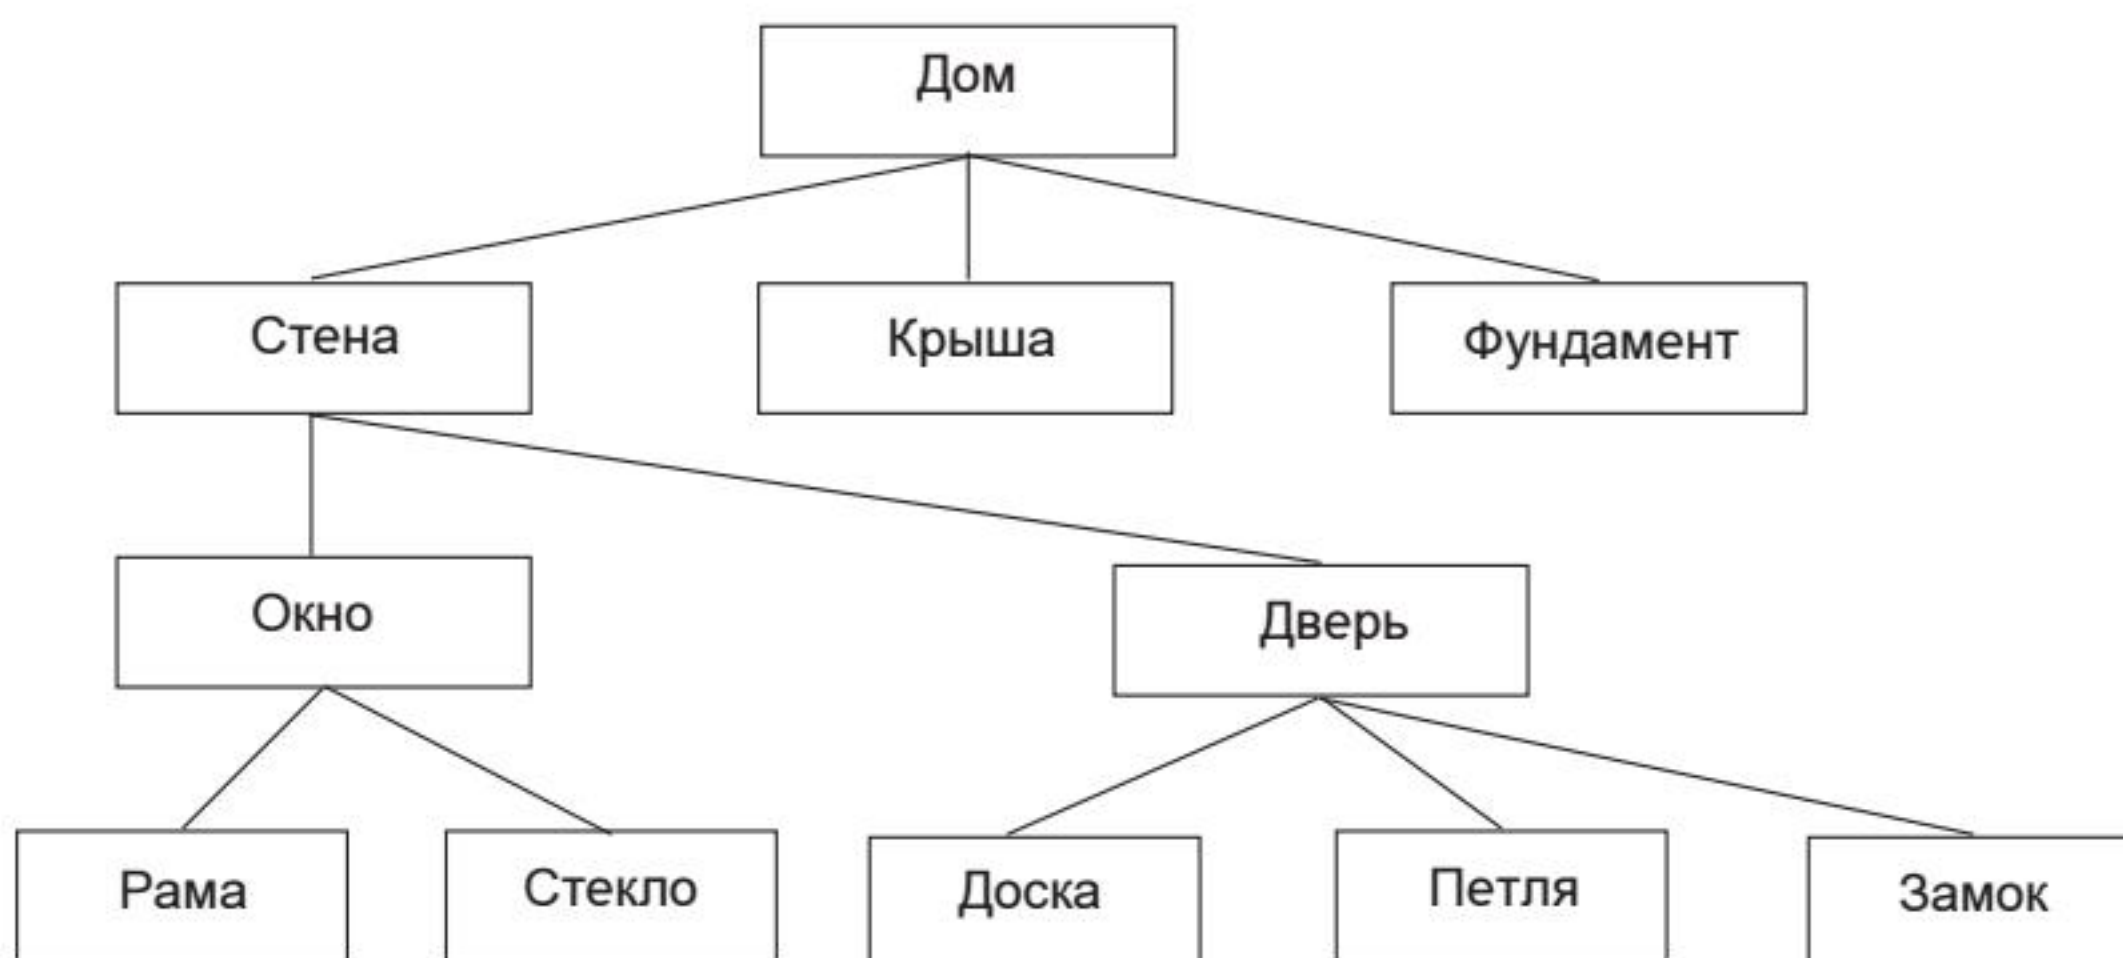 Дом
Стена
Крыша
Фундамент
Окно
Дверь
Рама
Стекло
Доска
Петля
Замок